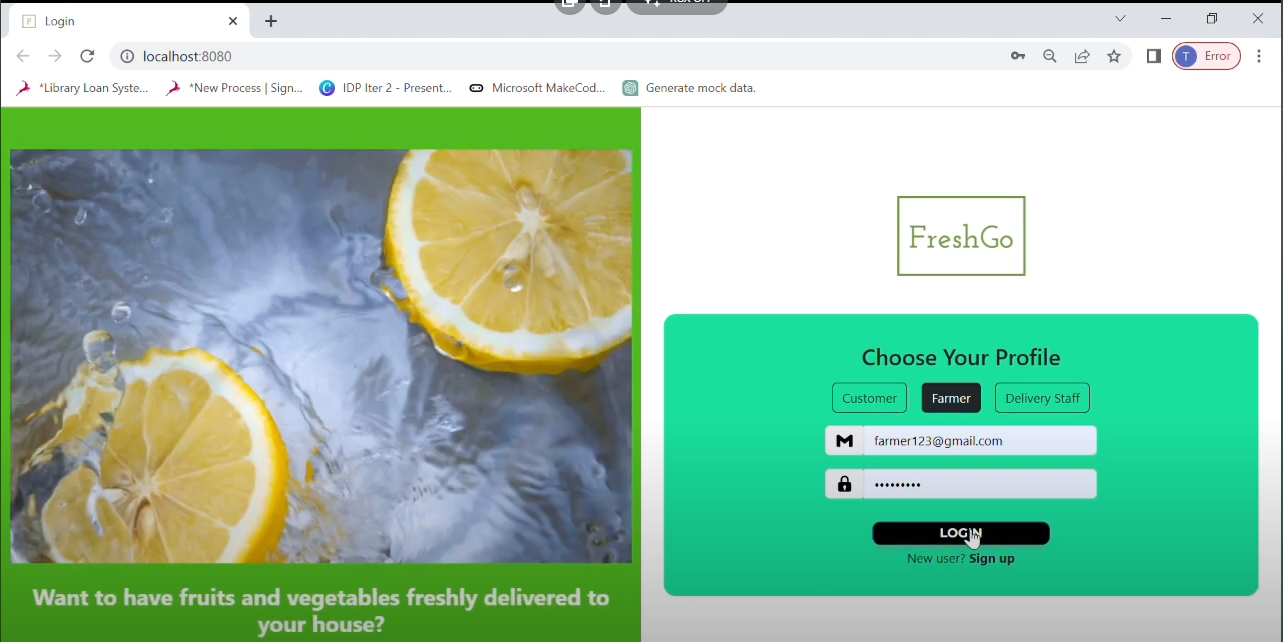 Login
localhost:8080
T
Error
*Library Loan Syste...
*New Process | Sign...
C
IDP Iter 2 - Present...
Microsoft MakeCod...
Generate mock data.
FreshGo
Choose Your Profile
Customer
Farmer
Delivery Staff
farmer123@gmail.com
•••••••••
LOGIN
New user? Sign up
Want to have fruits and vegetables freshly delivered to
your house?